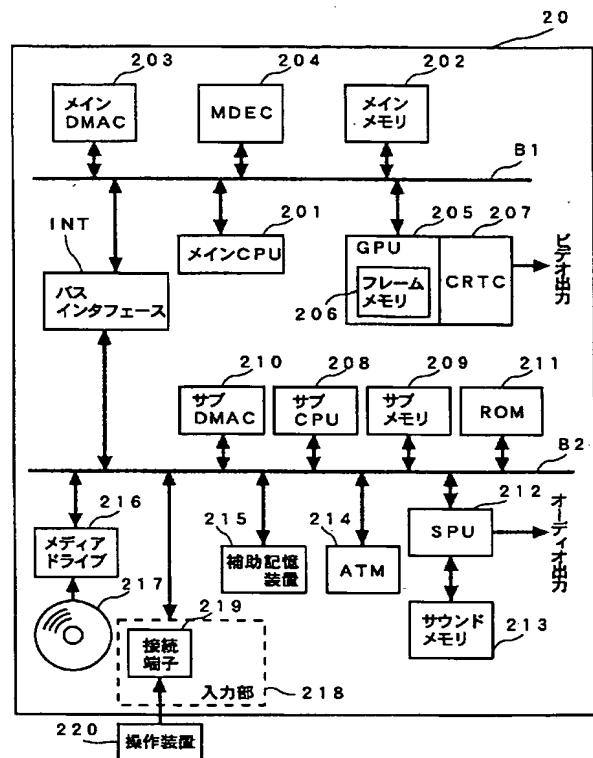 20
203
204
202
メイン
DMAC
MDEC
メイン
メモリ
B1
INT
201
205
207
メインCPU
GPU
フレーム
メモリ
206
CRTC
ビデオ出力
バス
インタフェース
210
208
209
211
サブ
DMAC
サブ
CPU
サブ
メモリ
ROM
B2
216
215
214
212
メディア
ドライブ
補助記憶
装置
ATM
SPU
オーディオ出力
217
219
サウンド
メモリ
213
接続
端子
入力部
218
220
操作装置